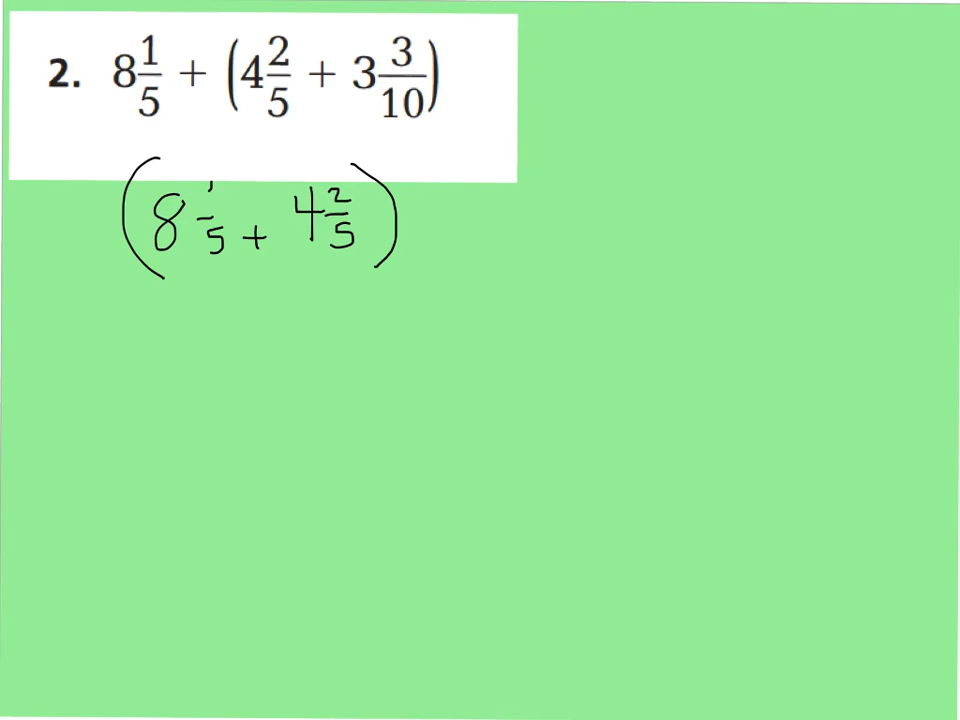 2. 8 1/5 + (4 2/5 + 3 3/10)
(8 1/5 + 4 2/5)